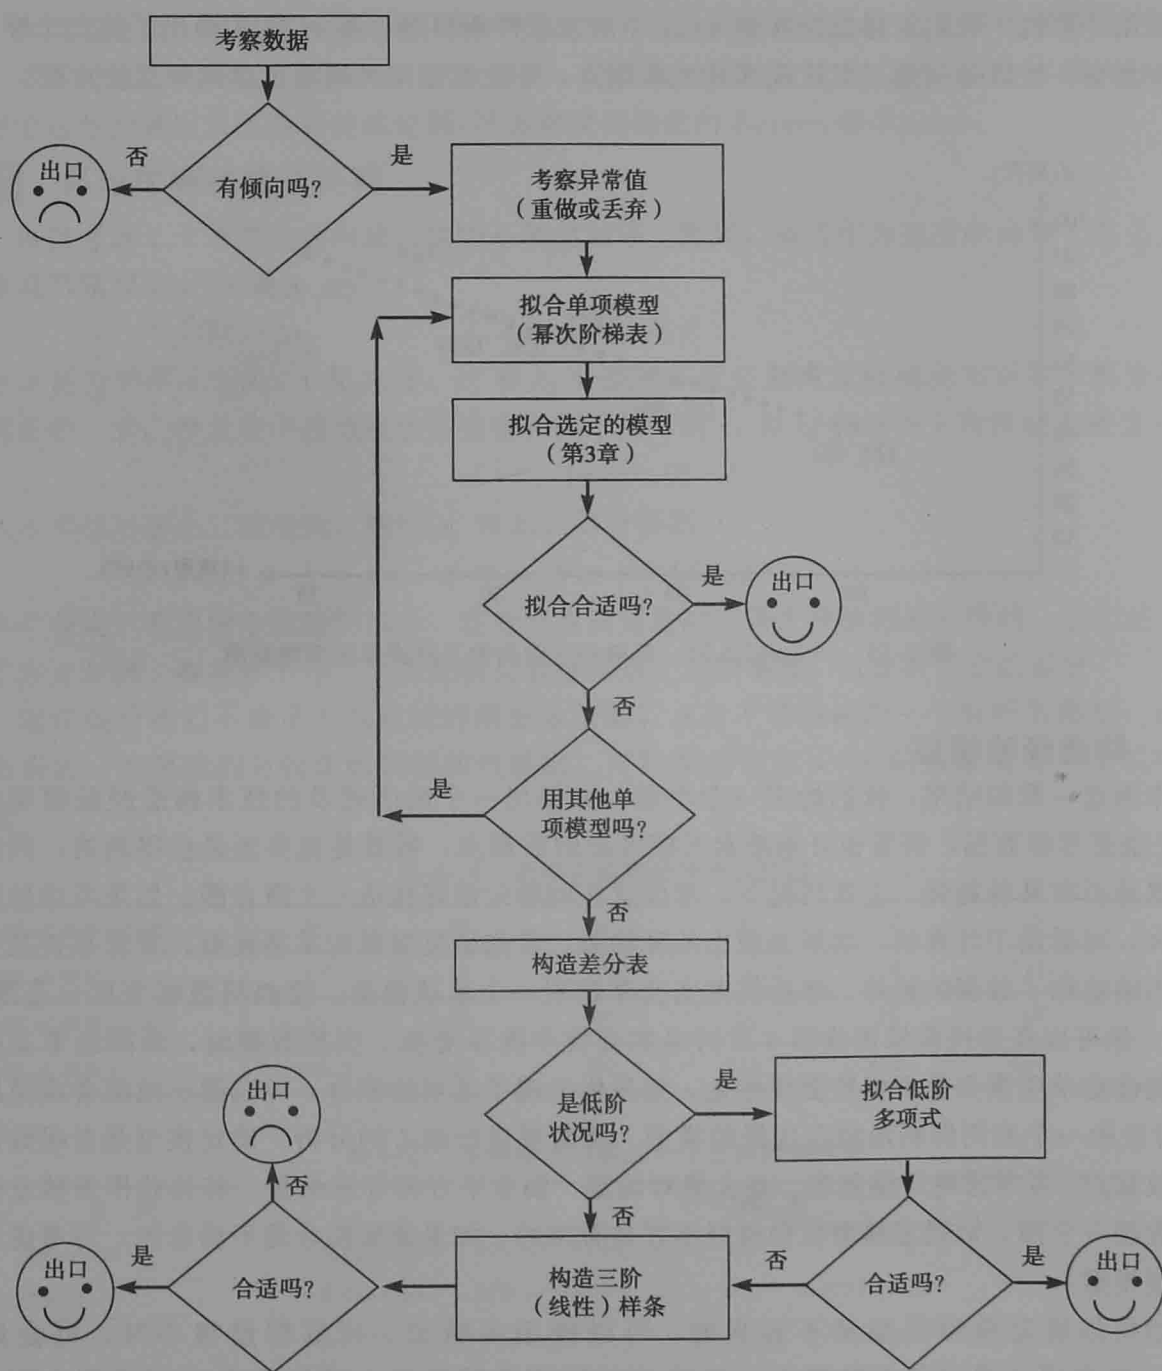 考察数据
否
是
出口
有倾向吗?
考察异常值
(重做或丢弃)
拟合单项模型
(幂次阶梯表)
拟合选定的模型
(第3章)
拟合合适吗?
是
出口
否
用其他单
项模型吗?
是
否
构造差分表
是低阶
状况吗?
是
拟合低阶
多项式
出口
否
否
合适吗?
是
出口
构造三阶
(线性)样条
否
合适吗?
是
出口